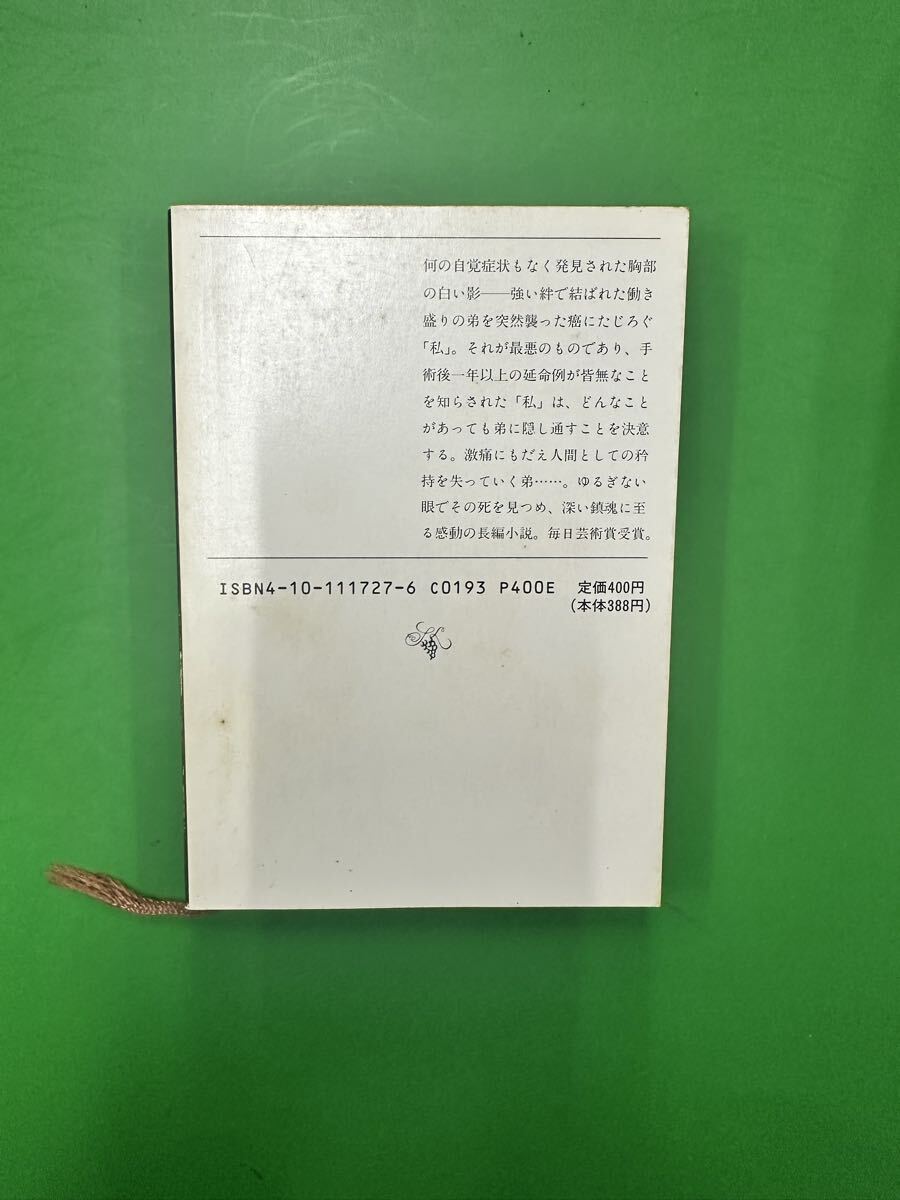 何の自覚症状もなく発見された胸部
の白い影――強い絆で結ばれた働き
盛りの弟を突然襲った癌にたじろぐ
「私」。それが最悪のものであり、手
術後一年以上の延命例が皆無なこと
を知らされた「私」は、どんなこと
があっても弟に隠し通すことを決意
する。激痛にもだえ人間としての矜
持を失っていく弟……。ゆるぎない
眼でその死を見つめ、深い鎮魂に至
る感動の長編小説。毎日芸術賞受賞。
ISBN4-10-111727-6 C0193 P400E 定価400円
(本体388円)